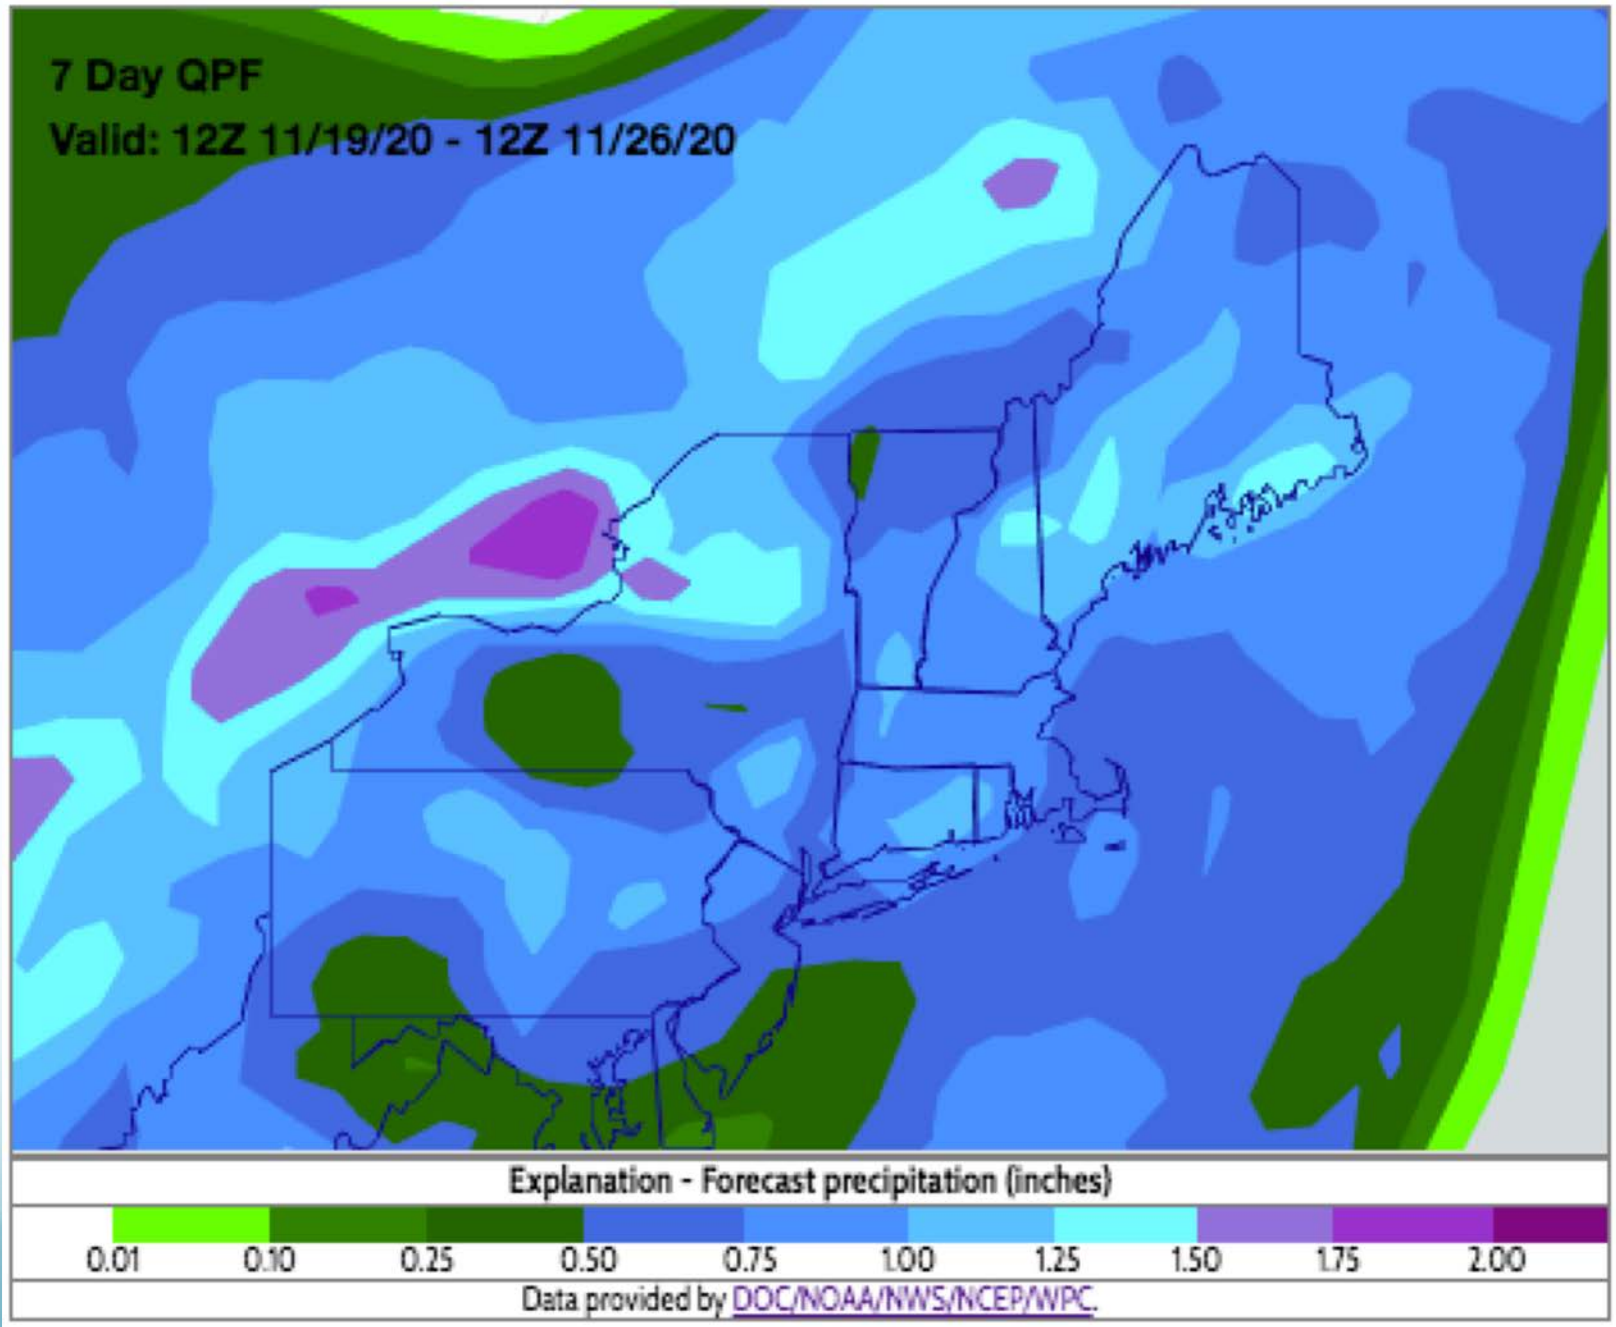 7 Day QPF
Valid: 12Z 11/19/20 - 12Z 11/26/20
Explanation - Forecast precipitation (inches)
0.01 0.10 0.25 0.50 0.75 1.00 1.25 1.50 1.75 2.00
Data provided by DOC/NOAA/NWS/NCEP/WPC.